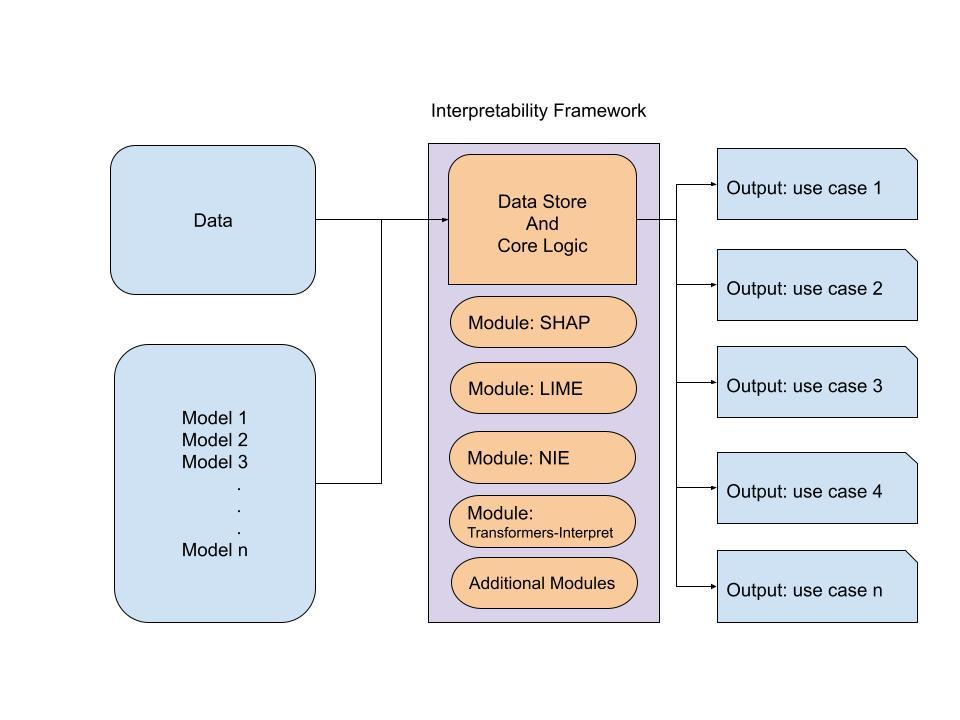 Interpretability Framework
Data
Model 1
Model 2
Model 3
.
.
.
Model n
Data Store
And
Core Logic
Module: SHAP
Module: LIME
Module: NIE
Module:
Transformers-Interpret
Additional Modules
Output: use case 1
Output: use case 2
Output: use case 3
Output: use case 4
Output: use case n